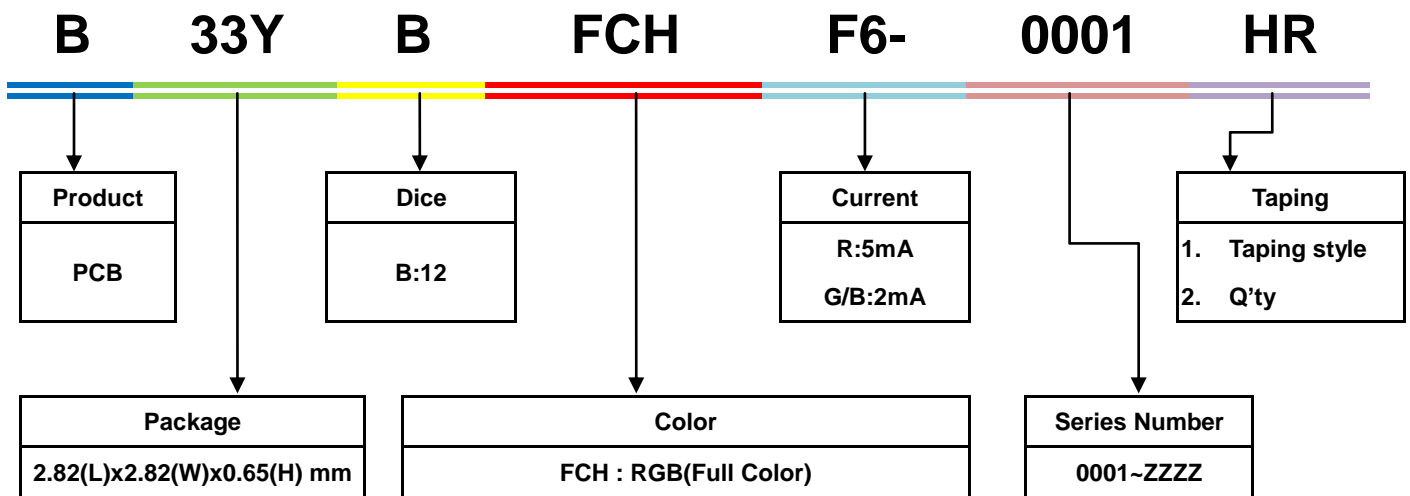 B 33Y B FCH F6- 0001 HR
Product
PCB
Dice
B:12
Current
R:5mA
G/B:2mA
Taping
1. Taping style
2. Q’ty
Package
2.82(L)x2.82(W)x0.65(H) mm
Color
FCH : RGB(Full Color)
Series Number
0001~ZZZZ